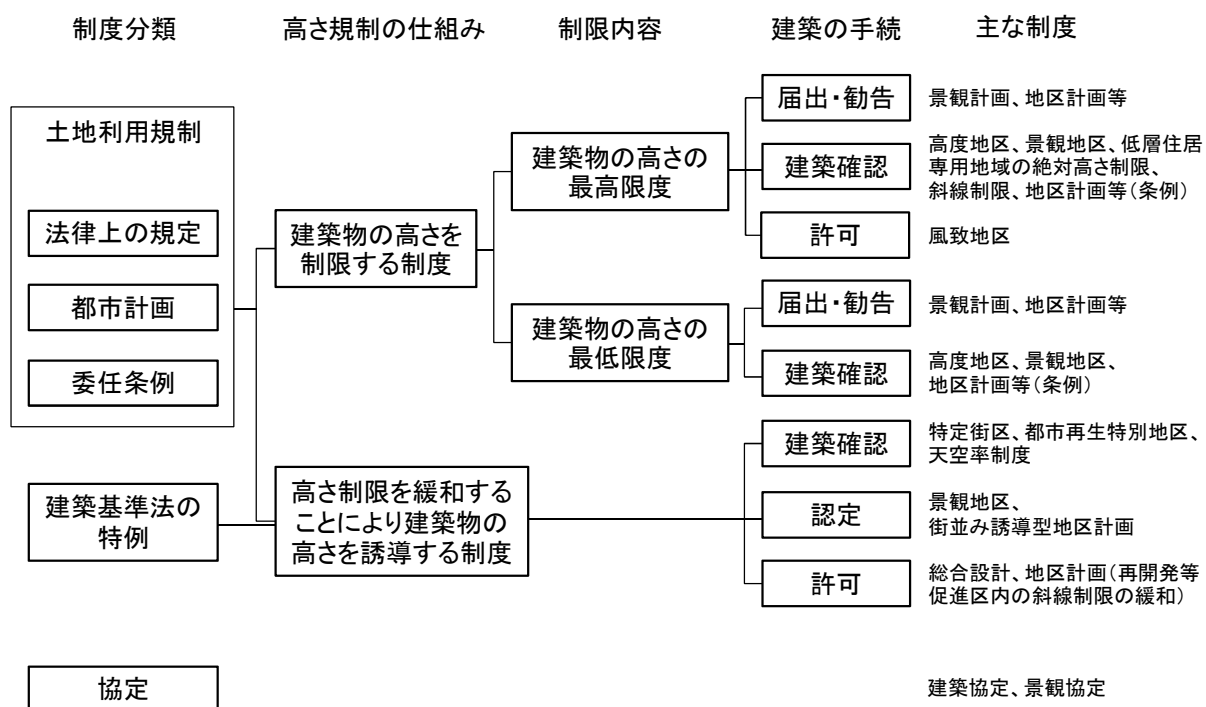 制度分類
高さ規制の仕組み
制限内容
建築の手続
主な制度
土地利用規制
法律上の規定
都市計画
委任条例
建築基準法の
特例
協定
建築物の高さを
制限する制度
高さ制限を緩和する
ことにより建築物の
高さを誘導する制度
建築物の高さの
最高限度
建築物の高さの
最低限度
届出・勧告
景観計画、地区計画等
建築確認
高度地区、景観地区、低層住居
専用地域の絶対高さ制限、
斜線制限、地区計画等（条例）
許可
風致地区
届出・勧告
景観計画、地区計画等
建築確認
高度地区、景観地区、
地区計画等（条例）
建築確認
特定街区、都市再生特別地区、
天空率制度
認定
景観地区、
街並み誘導型地区計画
許可
総合設計、地区計画（再開発等
促進区内の斜線制限の緩和）
建築協定、景観協定